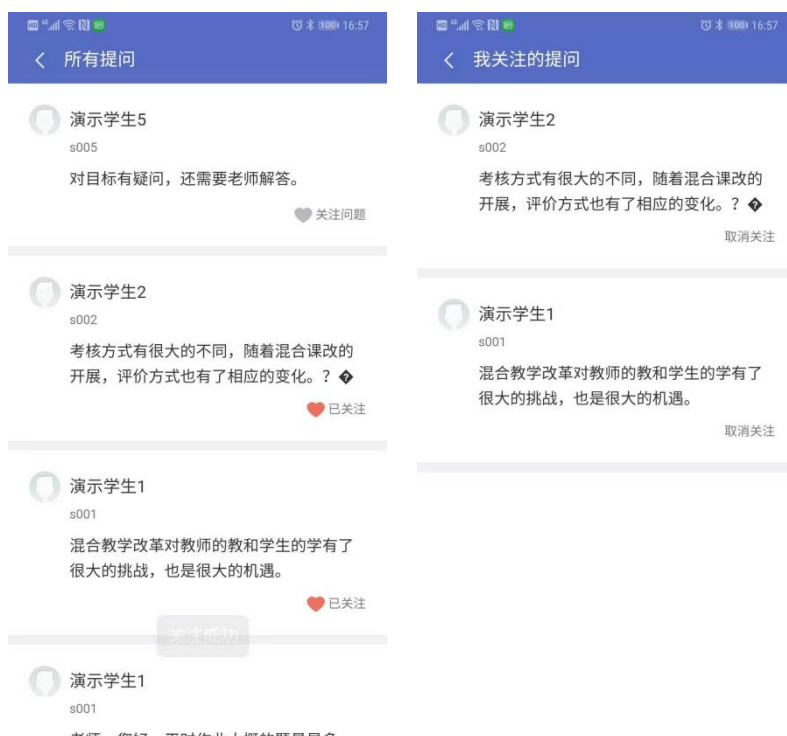 16:57
所有提问
演示学生5
s005
对目标有疑问，还需要老师解答。
关注问题
演示学生2
s002
考核方式有很大的不同，随着混合课改的
开展，评价方式也有了相应的变化。？�
已关注
演示学生1
s001
混合教学改革对教师的教和学生的学有了
很大的挑战，也是很大的机遇。
已关注
关注成功
演示学生1
s001
16:57
我关注的提问
演示学生2
s002
考核方式有很大的不同，随着混合课改的
开展，评价方式也有了相应的变化。？�
取消关注
演示学生1
s001
混合教学改革对教师的教和学生的学有了
很大的挑战，也是很大的机遇。
取消关注